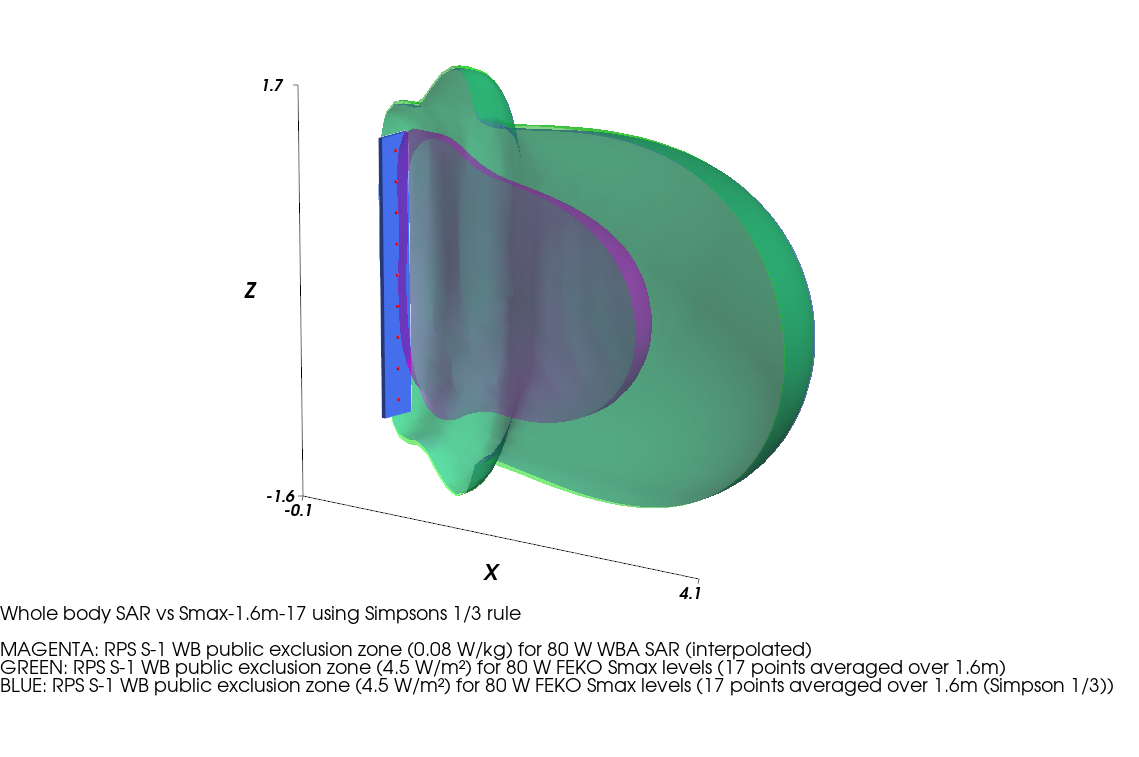 1.7
Z
-1.6
-0.1
X
4.1
Whole body SAR vs Smax-1.6m-17 using Simpsons 1/3 rule
MAGENTA: RPS S-1 WB public exclusion zone (0.08 W/kg) for 80 W WBA SAR (interpolated)
GREEN: RPS S-1 WB public exclusion zone (4.5 W/m²) for 80 W FEKO Smax levels (17 points averaged over 1.6m)
BLUE: RPS S-1 WB public exclusion zone (4.5 W/m²) for 80 W FEKO Smax levels (17 points averaged over 1.6m (Simpson 1/3))